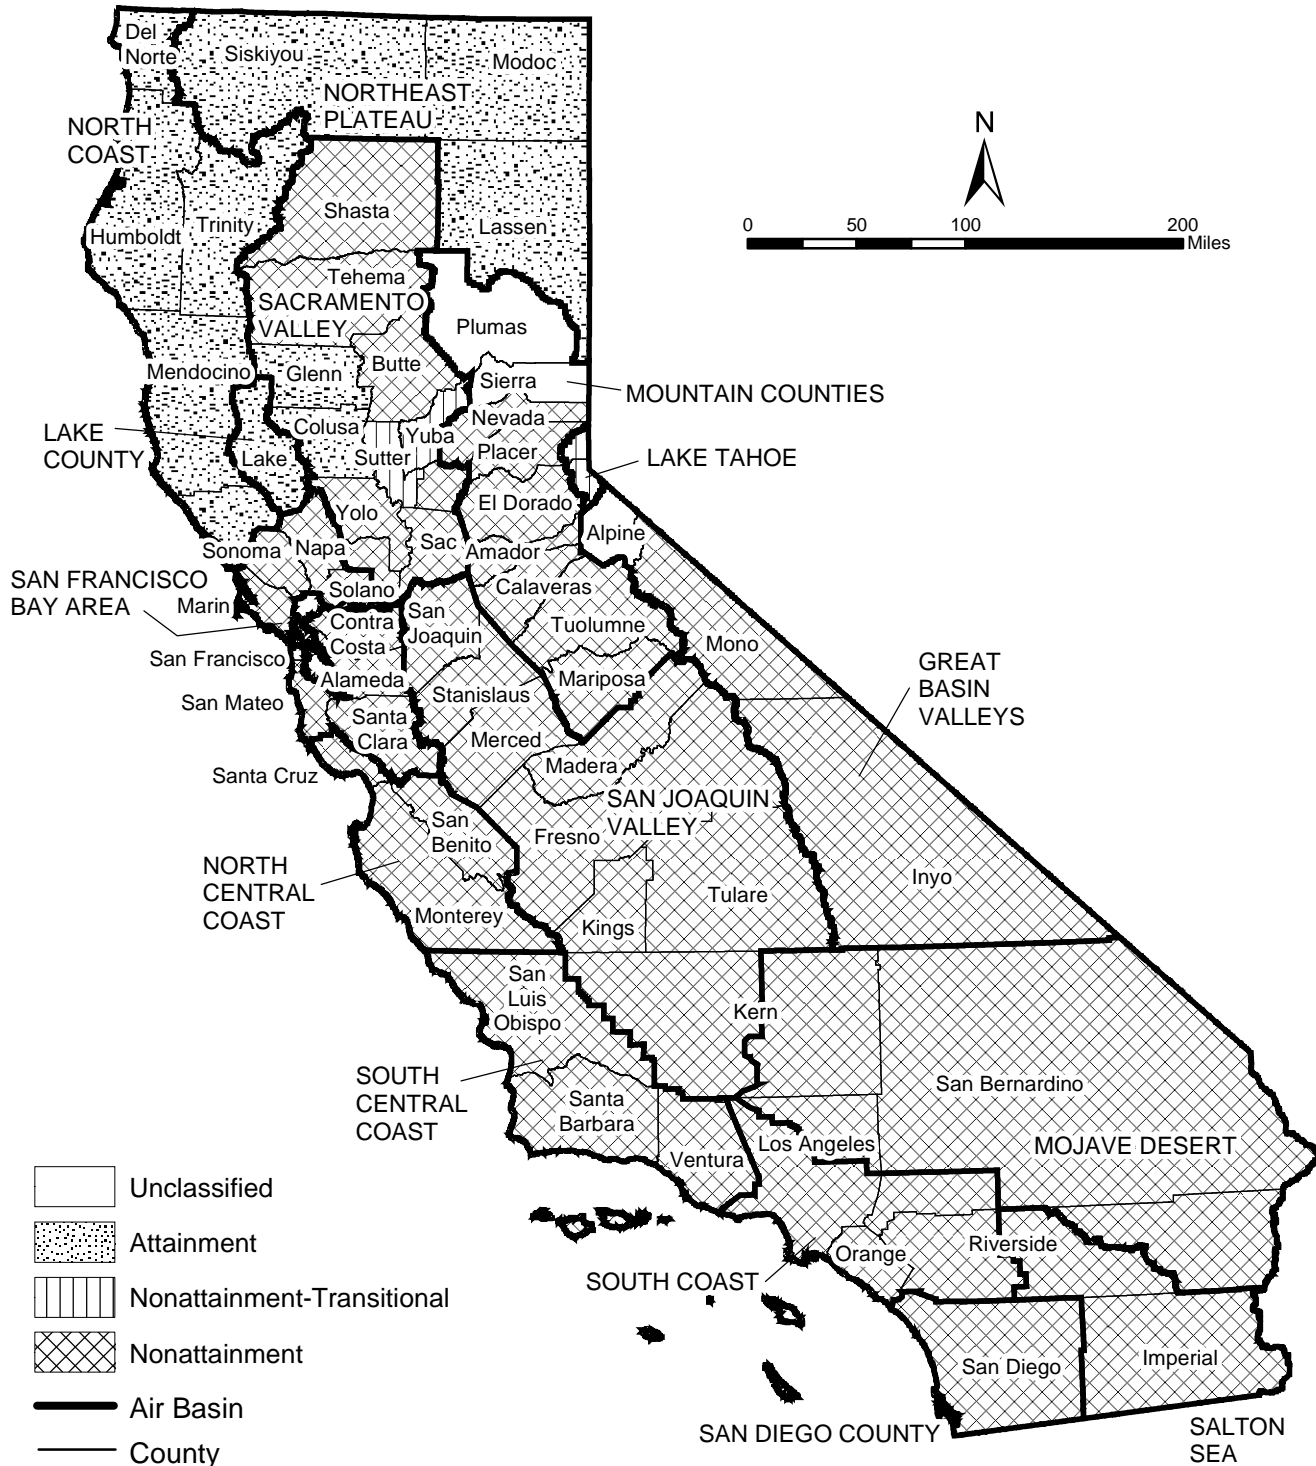 Del
Norte
Siskiyou
Modoc
NORTHEAST
PLATEAU
NORTH
COAST
N
0
50
100
200
Miles
Shasta
Trinity
Humboldt
Lassen
Tehema
SACRAMENTO
VALLEY
Plumas
Mendocino
Glenn
Butte
Sierra
MOUNTAIN COUNTIES
Nevada
Colusa
Yuba
LAKE
COUNTY
Lake
Sutter
Placer
LAKE TAHOE
El Dorado
Yolo
Alpine
Sonoma
Napa
Sac
Amador
SAN FRANCISCO
BAY AREA
Marin
Solano
Calaveras
Contra
Costa
San
Joaquin
Tuolumne
Mono
San Francisco
Alameda
Mariposa
GREAT
BASIN
VALLEYS
San Mateo
Stanislaus
Santa
Clara
Merced
Santa Cruz
Madera
SAN JOAQUIN
VALLEY
San
Benito
Fresno
NORTH
CENTRAL
COAST
Inyo
Tulare
Monterey
Kings
San
Luis
Obispo
Kern
SOUTH
CENTRAL
COAST
San Bernardino
Santa
Barbara
Los Angeles
MOJAVE DESERT
Ventura
Orange
Riverside
SOUTH COAST
San Diego
Imperial
SAN DIEGO COUNTY
SALTON
SEA
Unclassified
Attainment
Nonattainment-Transitional
Nonattainment
Air Basin
County